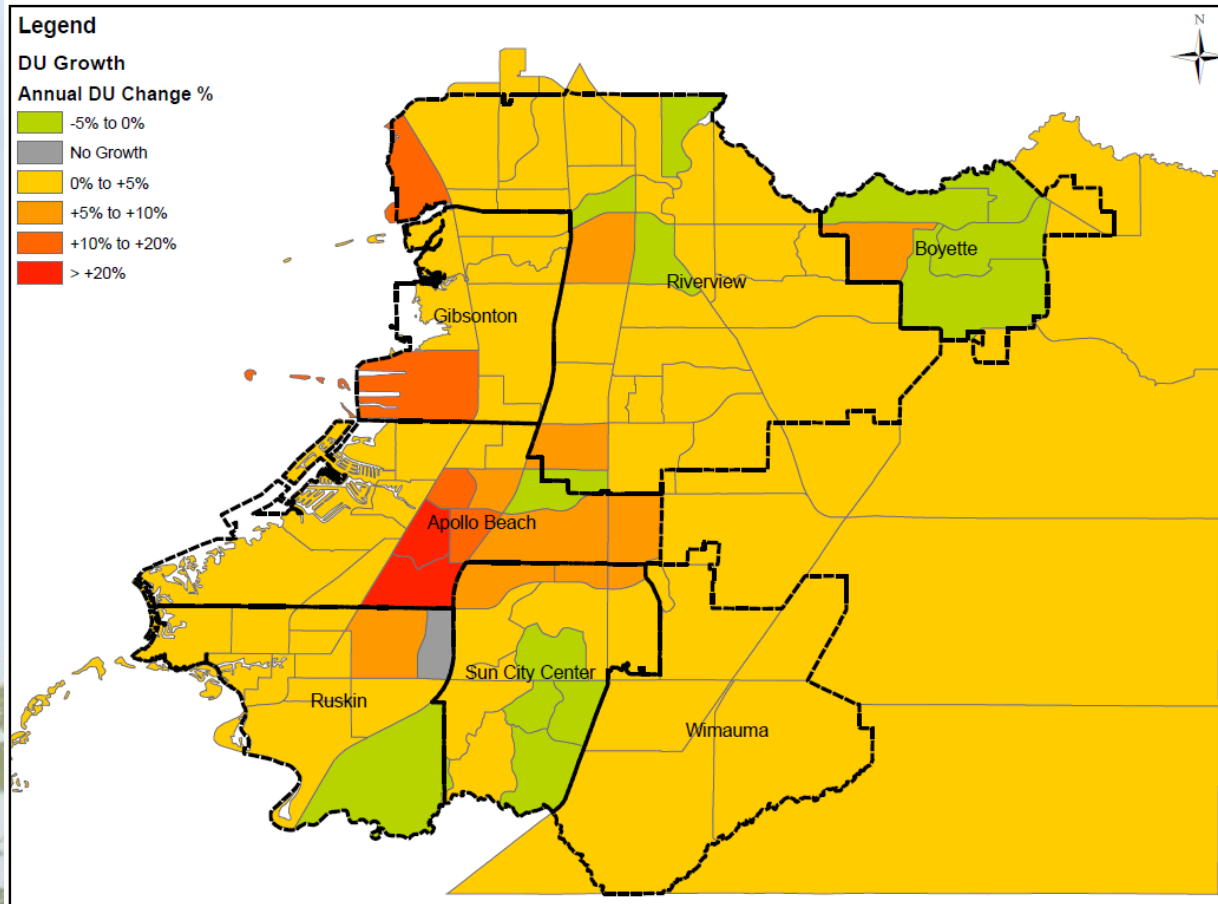 Legend
N
DU Growth
Annual DU Change %
-5% to 0%
No Growth
0% to +5%
+5% to +10%
+10% to +20%
> +20%
Boyette
Riverview
Gibsonton
Apollo Beach
Sun City Center
Ruskin
Wimauma